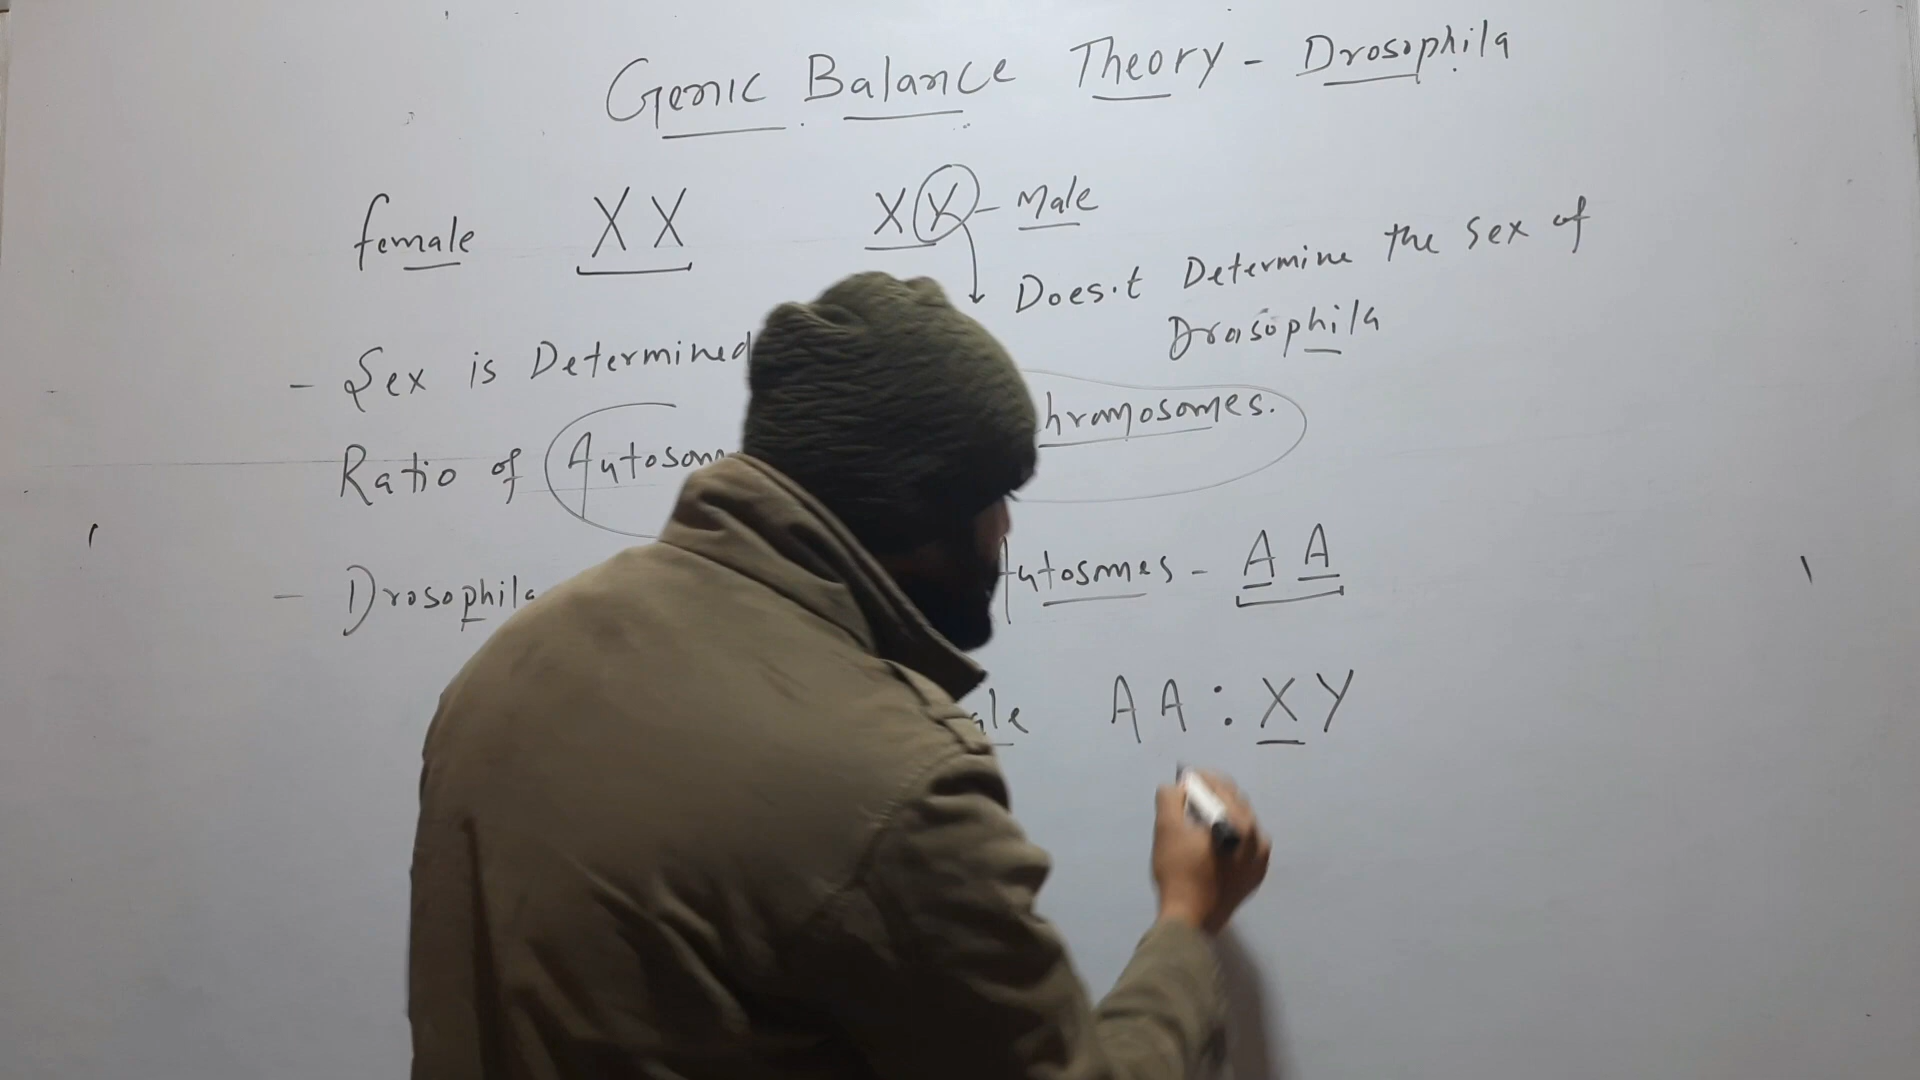 Genic Balance Theory - Drosophila
female XX XY - Male
Does.t Determine the Sex of
Drosophila
- Sex is Determined
Ratio of hromosomes.
- Drosophila utosomes - A A
AA : XY